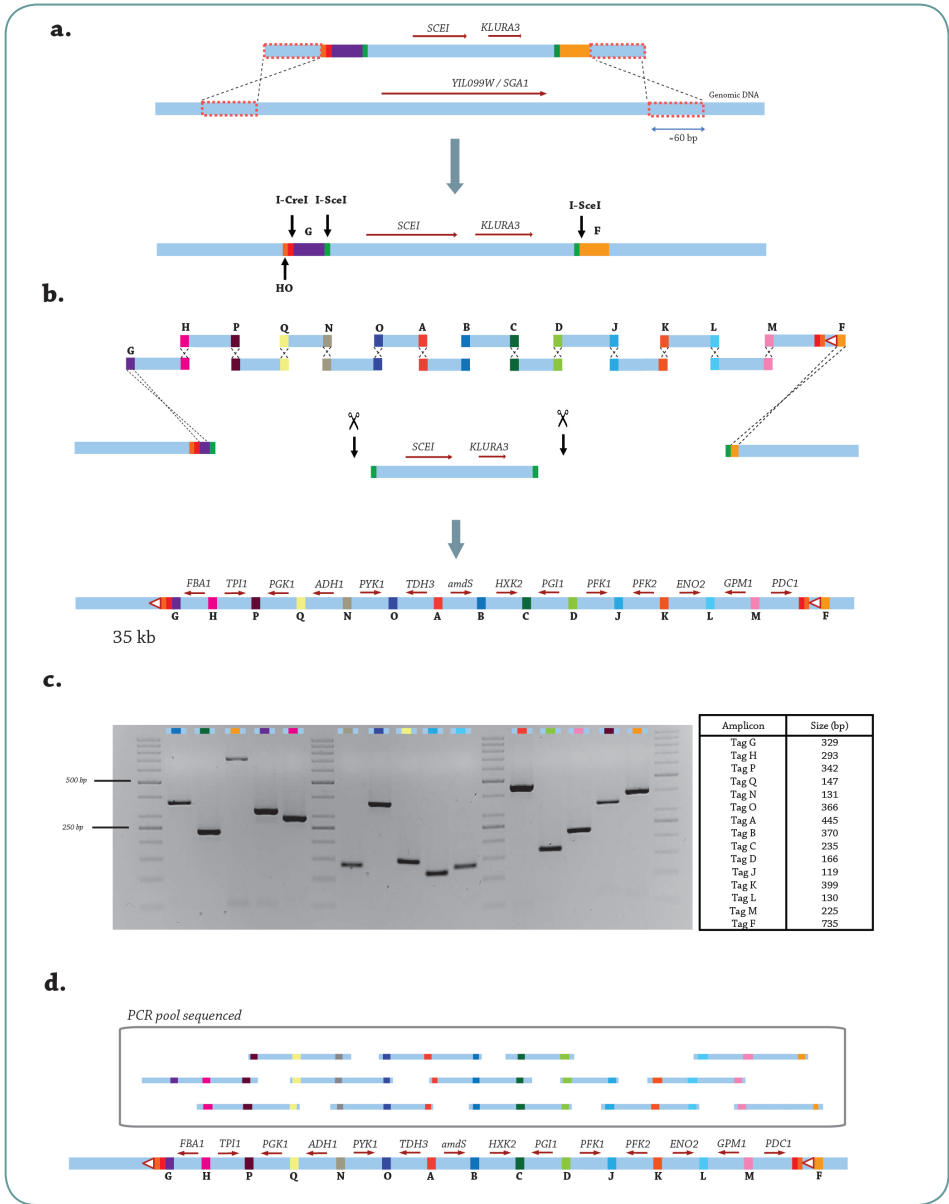 a.
SCEI KLURA3
YIL099W / SGA1
Genomic DNA
~60 bp
I-CreI I-SceI
I-SceI
SCEI KLURA3
G F
HO
b.
H P Q N O A B C D J K L M F
G
SCEI KLURA3
FBA1 TPI1 PGK1 ADH1 PYK1 TDH3 amdS HXK2 PGI1 PFK1 PFK2 ENO2 GPM1 PDC1
G H P Q N O A B C D J K L M F
35 kb
c.
500 bp
250 bp
Amplicon Size (bp)
Tag G 329
Tag H 293
Tag P 342
Tag Q 147
Tag N 131
Tag O 366
Tag A 445
Tag B 370
Tag C 235
Tag D 166
Tag J 119
Tag K 399
Tag L 130
Tag M 225
Tag F 735
d.
PCR pool sequenced
FBA1 TPI1 PGK1 ADH1 PYK1 TDH3 amdS HXK2 PGI1 PFK1 PFK2 ENO2 GPM1 PDC1
G H P Q N O A B C D J K L M F